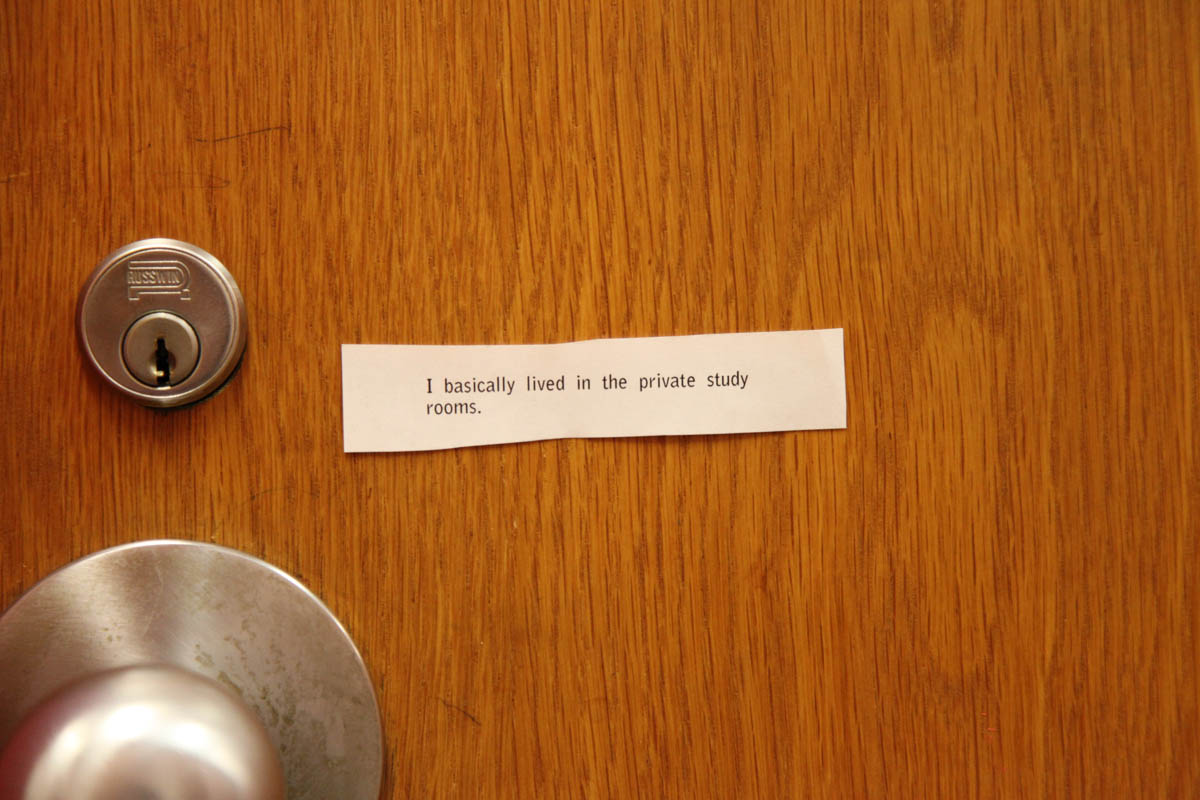 RUSSWIN
I basically lived in the private study
rooms.